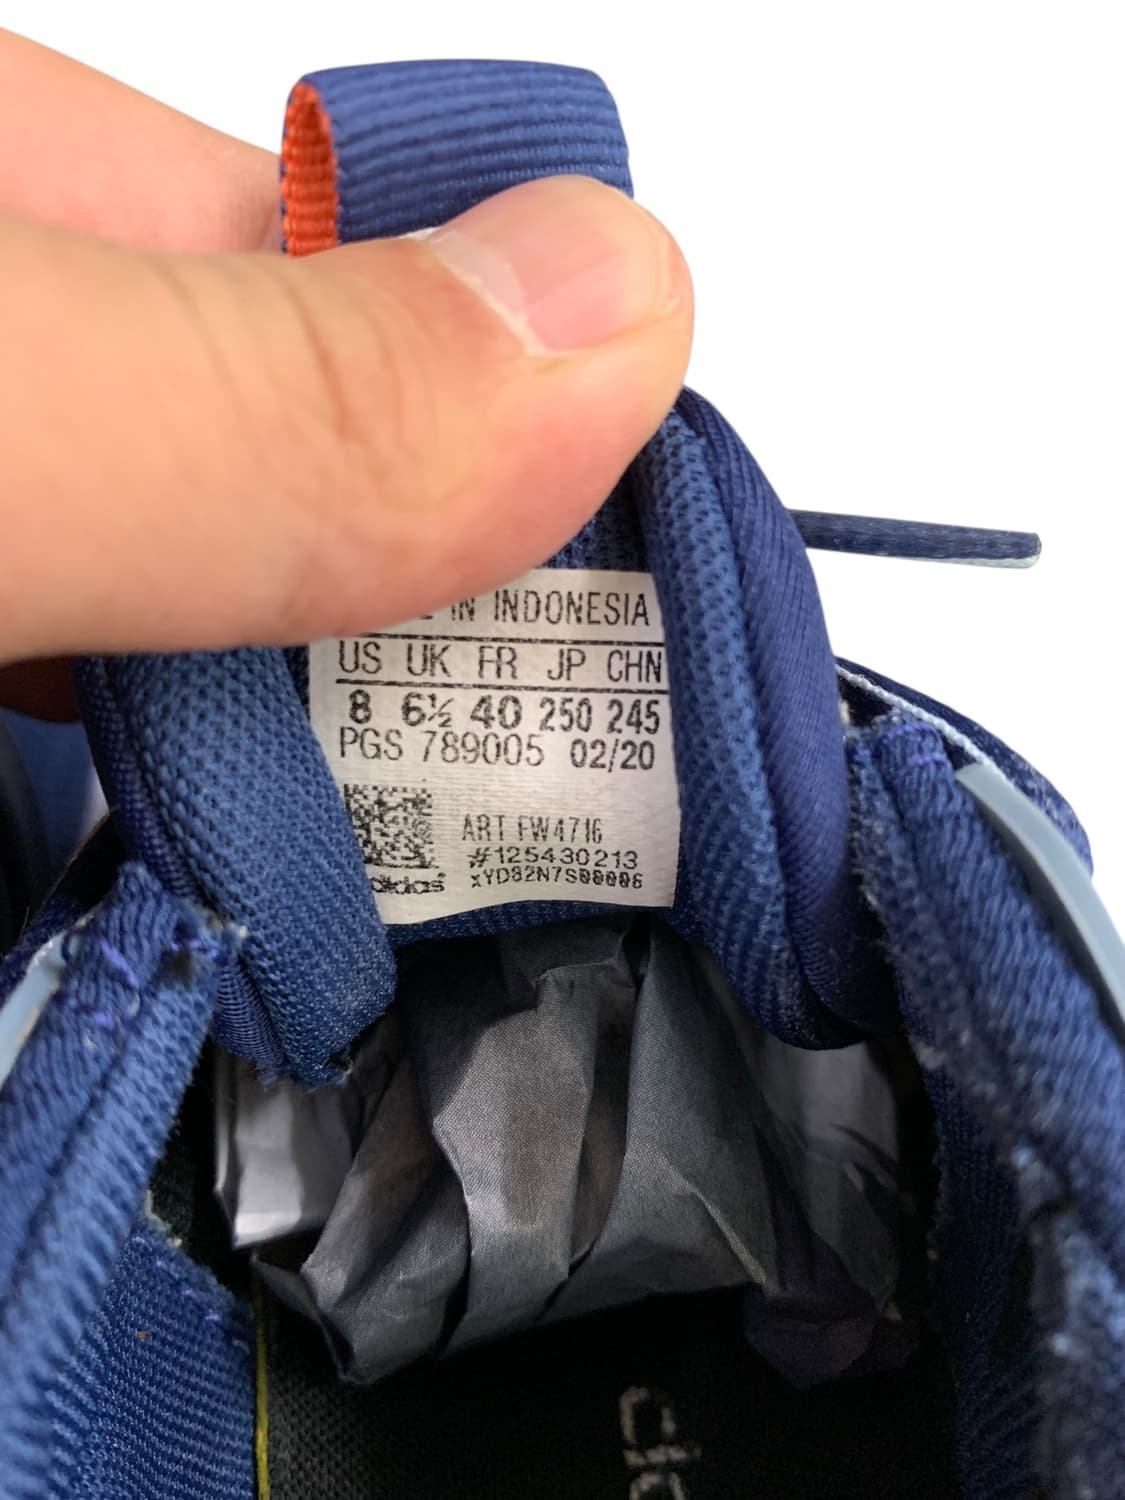 IN INDONESIA
US UK FR JP CHN
8 6½ 40 250 245
PGS 789005 02/20
ART FW4716
#125430213
xYD82N7S00006
adidas